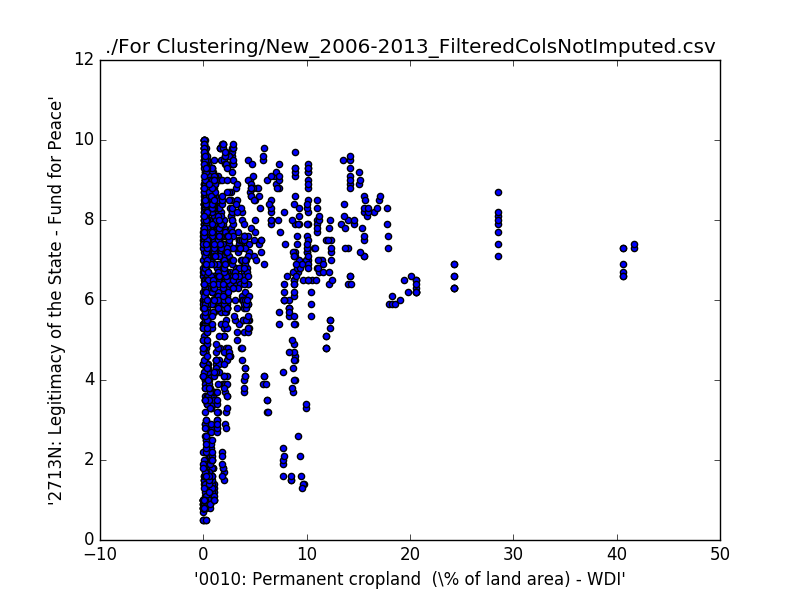 ./For Clustering/New_2006-2013_FilteredColsNotImputed.csv
12
10
8
6
4
2
0
'2713N: Legitimacy of the State - Fund for Peace'
−10 0 10 20 30 40 50
'0010: Permanent cropland  (\% of land area) - WDI'